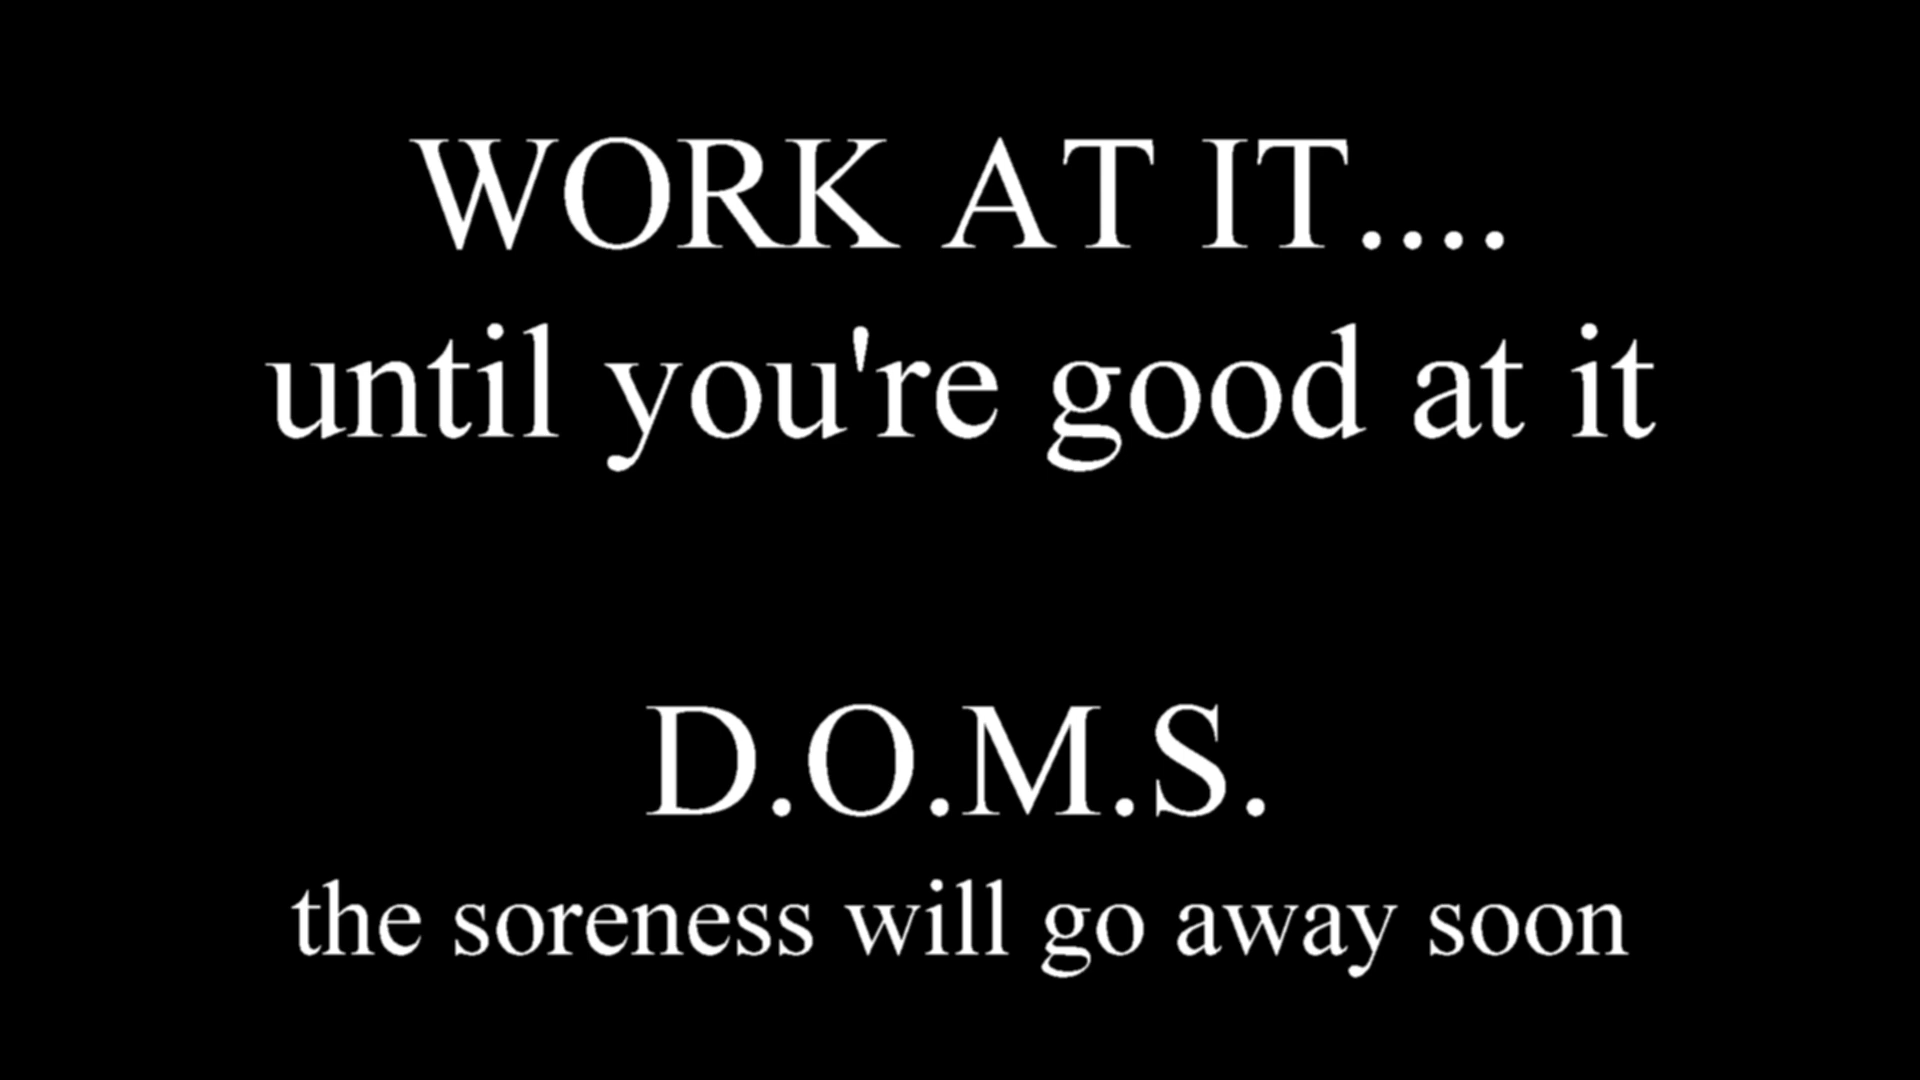 WORK AT IT....
until you're good at it
D.O.M.S.
the soreness will go away soon